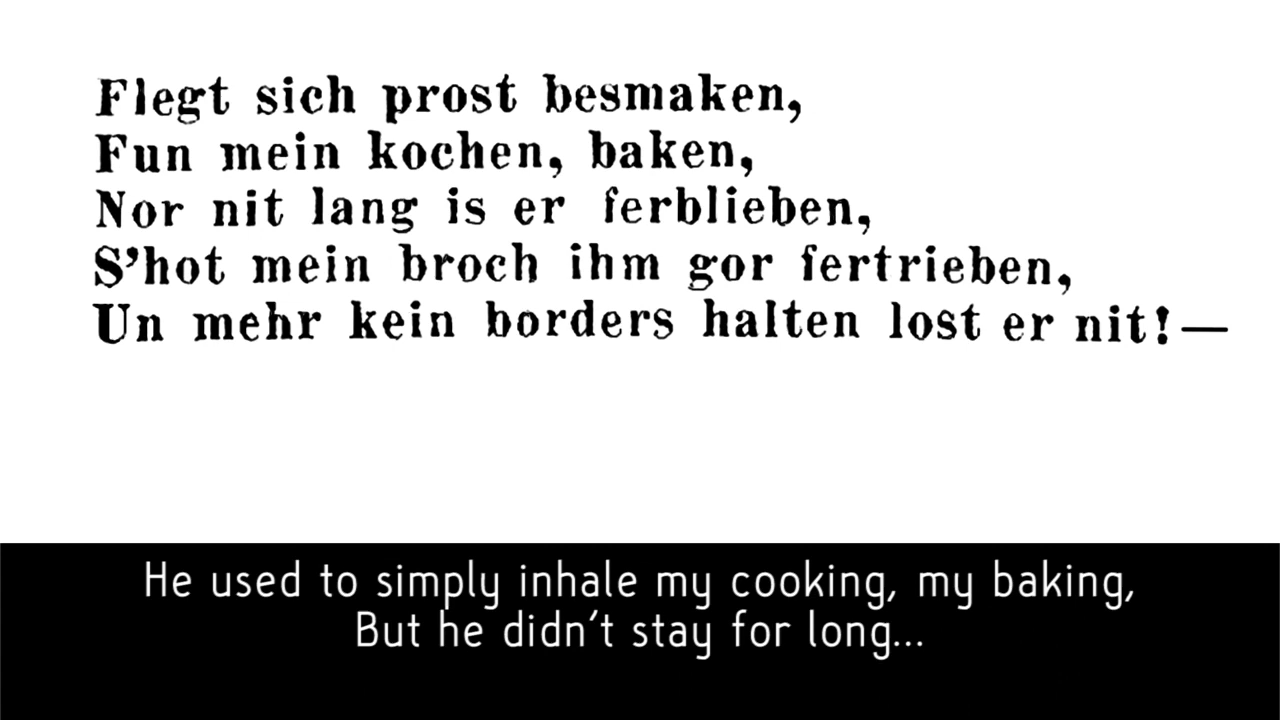 Flegt sich prost besmaken,
Fun mein kochen, baken,
Nor nit lang is er ferblieben,
S'hot mein broch ihm gor fertrieben,
Un mehr kein borders halten lost er nit!—
He used to simply inhale my cooking, my baking,
But he didn't stay for long...